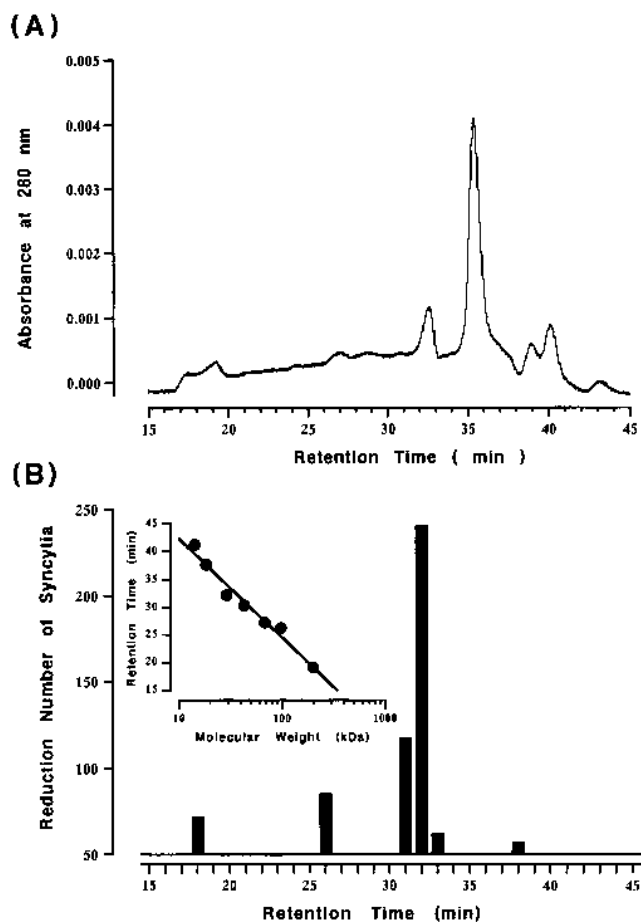 (A)
0.005
0.004
0.003
0.002
0.001
0.000
Absorbance at 280 nm
15 20 25 30 35 40 45
Retention Time ( min )
(B)
250
200
150
100
50
Reduction Number of Syncytia
45
40
35
30
25
20
15
Retention Time (min)
10 100 1000
Molecular Weight (kDa)
15 20 25 30 35 40 45
Retention Time (min)